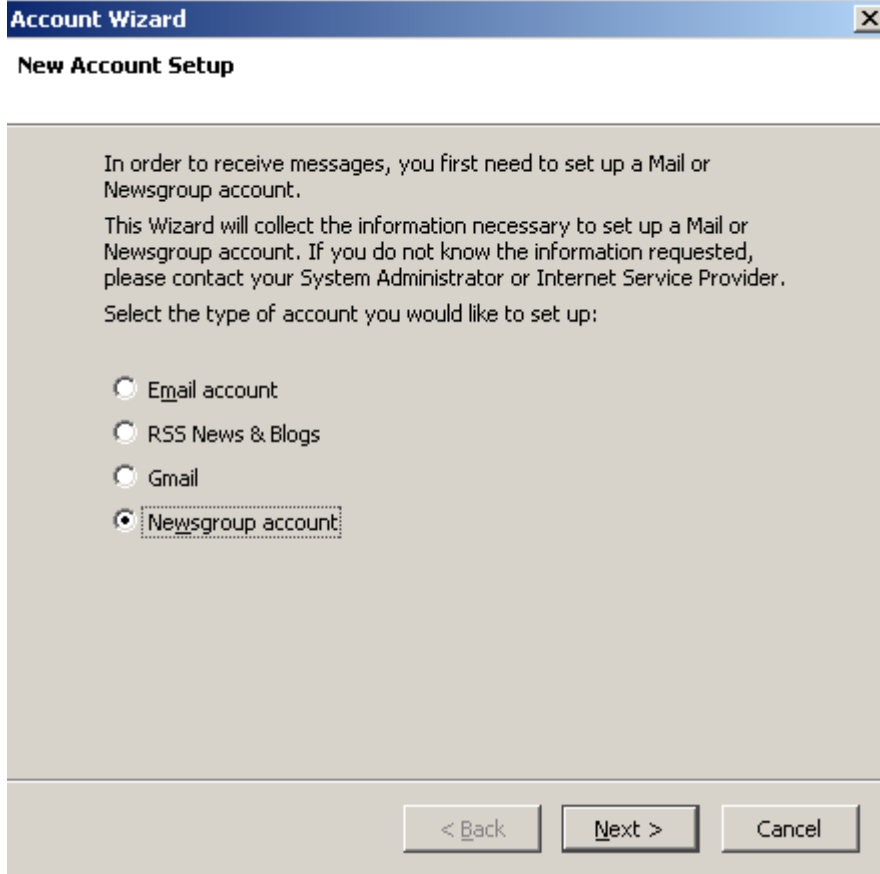 Account Wizard
New Account Setup
In order to receive messages, you first need to set up a Mail or
Newsgroup account.
This Wizard will collect the information necessary to set up a Mail or
Newsgroup account. If you do not know the information requested,
please contact your System Administrator or Internet Service Provider.
Select the type of account you would like to set up:
Email account
RSS News & Blogs
Gmail
Newsgroup account
< Back Next > Cancel